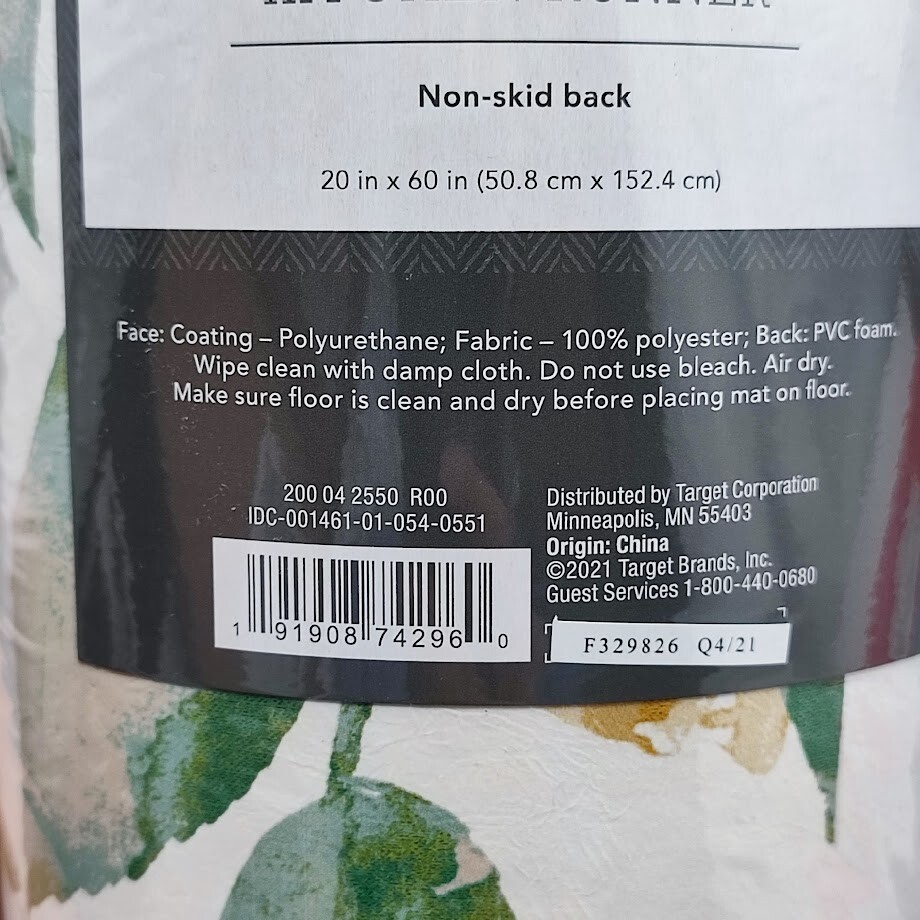 KITCHEN RUNNER
Non-skid back
20 in x 60 in (50.8 cm x 152.4 cm)
Face: Coating – Polyurethane; Fabric – 100% polyester; Back: PVC foam.
Wipe clean with damp cloth. Do not use bleach. Air dry.
Make sure floor is clean and dry before placing mat on floor.
200 04 2550 R00
IDC-001461-01-054-0551
1 91908 74296 0
Distributed by Target Corporation
Minneapolis, MN 55403
Origin: China
©2021 Target Brands, Inc.
Guest Services 1-800-440-0680
F329826 Q4/21